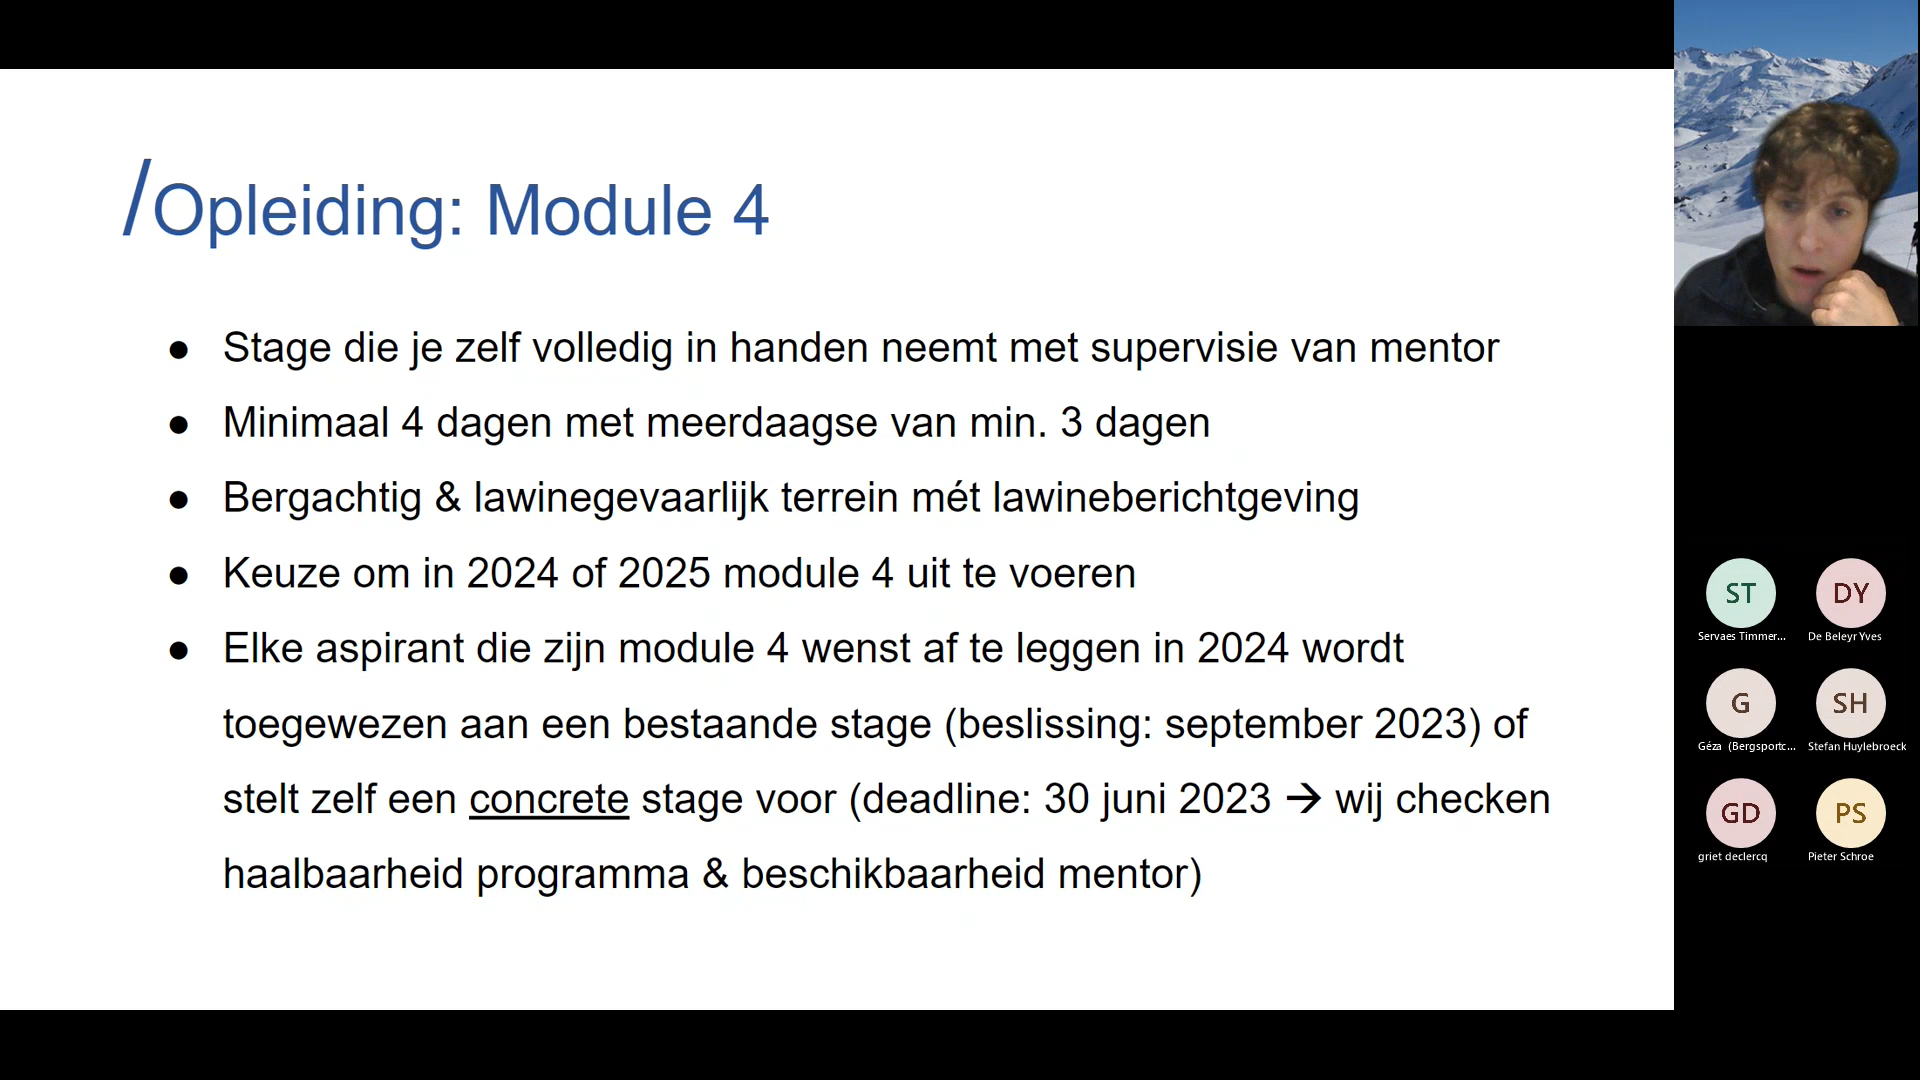 /Opleiding: Module 4
● Stage die je zelf volledig in handen neemt met supervisie van mentor
● Minimaal 4 dagen met meerdaagse van min. 3 dagen
● Bergachtig & lawinegevaarlijk terrein mét lawineberichtgeving
● Keuze om in 2024 of 2025 module 4 uit te voeren
● Elke aspirant die zijn module 4 wenst af te leggen in 2024 wordt
toegewezen aan een bestaande stage (beslissing: september 2023) of
stelt zelf een concrete stage voor (deadline: 30 juni 2023 → wij checken
haalbaarheid programma & beschikbaarheid mentor)
ST DY
Servaes Timmer... De Beleyr Yves
G SH
Géza (Bergsportc... Stefan Huylebroeck
GD PS
griet declercq Pieter Schroe